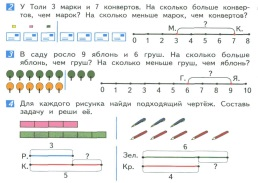 2 У Толи 3 марки и 7 конвертов. На сколько больше конвер-
тов, чем марок? На сколько меньше марок, чем конвертов?
?
М. К.
0 1 2 3 4 5 6 7 8
3 В саду росло 9 яблонь и 6 груш. На сколько больше
яблонь, чем груш? На сколько меньше груш, чем яблонь?
?
Г. Я.
0 1 2 3 4 5 6 7 8 9 10
4 Для каждого рисунка найди подходящий чертёж. Составь
задачу и реши её.
3
Р. ?
К.
5
6
Зел.
Кр. ?
4